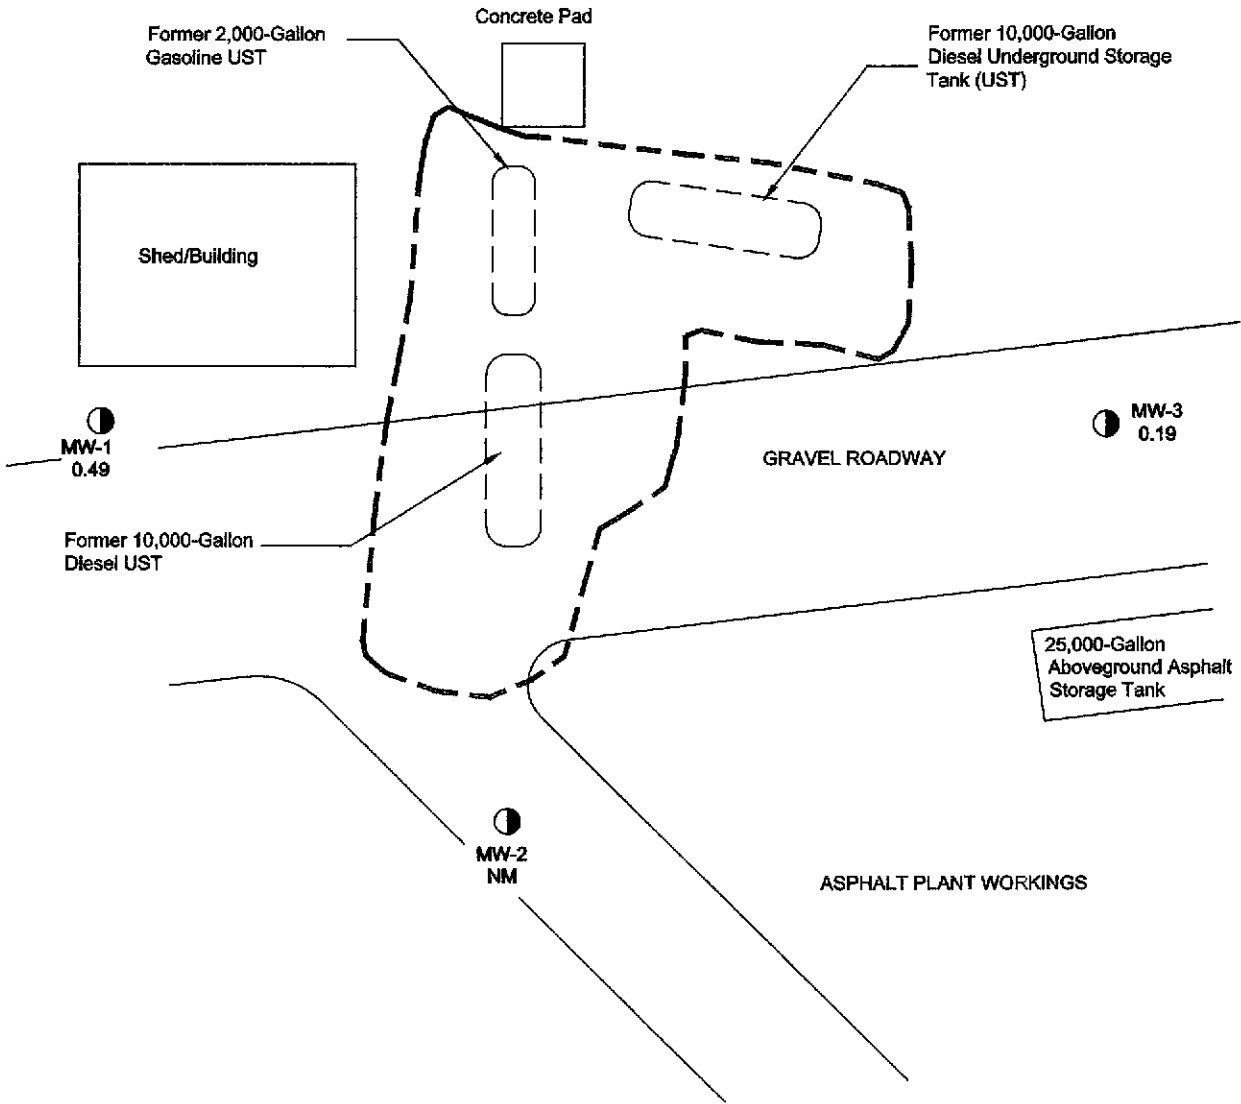 Concrete Pad
Former 2,000-Gallon
Gasoline UST
Former 10,000-Gallon
Diesel Underground Storage
Tank (UST)
Shed/Building
MW-1
0.49
MW-3
0.19
GRAVEL ROADWAY
Former 10,000-Gallon
Diesel UST
25,000-Gallon
Aboveground Asphalt
Storage Tank
MW-2
NM
ASPHALT PLANT WORKINGS